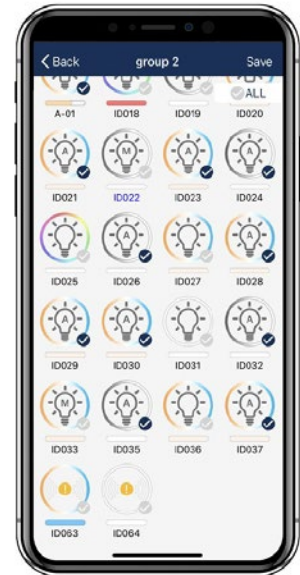 Back group 2 Save
ALL
A-01 ID018 ID019 ID020
A M A A
ID021 ID022 ID023 ID024
A A
ID025 ID026 ID027 ID028
A A A
ID029 ID030 ID031 ID032
M A A
ID033 ID035 ID036 ID037
! !
ID063 ID064